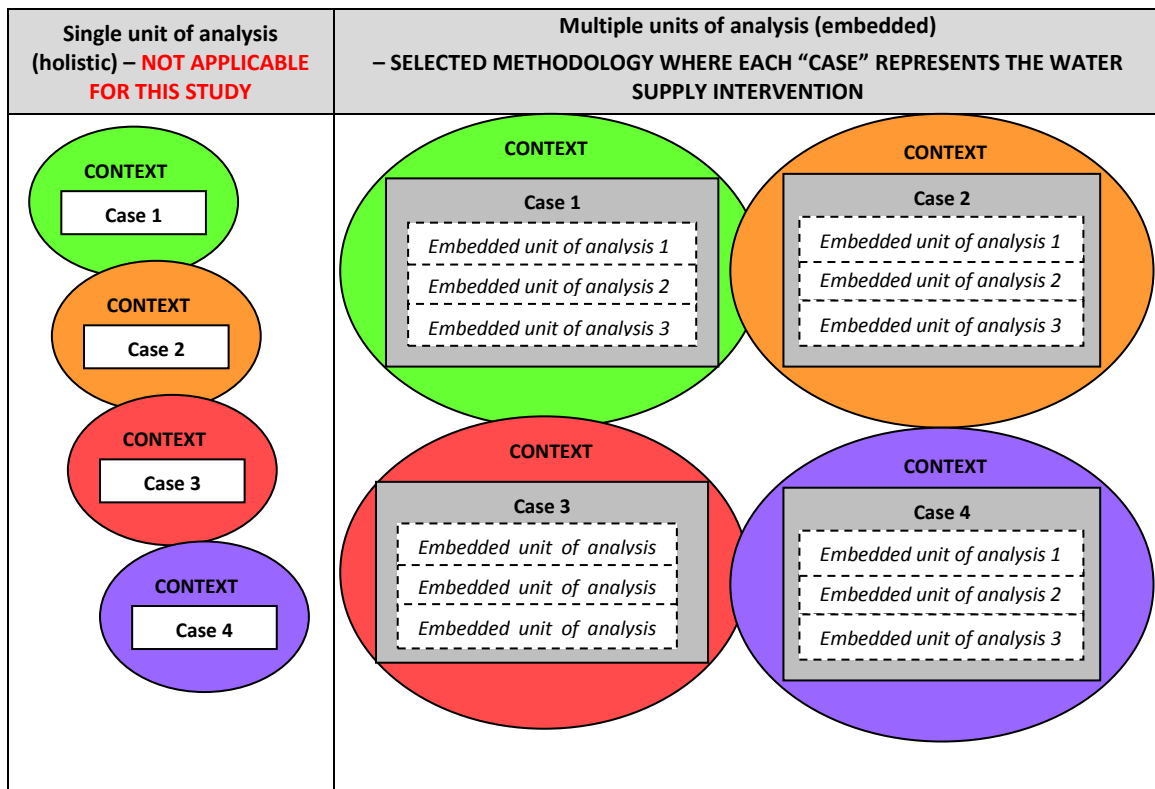 Single unit of analysis
(holistic) – NOT APPLICABLE
FOR THIS STUDY
Multiple units of analysis (embedded)
– SELECTED METHODOLOGY WHERE EACH “CASE” REPRESENTS THE WATER
SUPPLY INTERVENTION
CONTEXT
Case 1
CONTEXT
Case 2
CONTEXT
Case 3
CONTEXT
Case 4
CONTEXT
Case 1
Embedded unit of analysis 1
Embedded unit of analysis 2
Embedded unit of analysis 3
CONTEXT
Case 2
Embedded unit of analysis 1
Embedded unit of analysis 2
Embedded unit of analysis 3
CONTEXT
Case 3
Embedded unit of analysis
Embedded unit of analysis
Embedded unit of analysis
CONTEXT
Case 4
Embedded unit of analysis 1
Embedded unit of analysis 2
Embedded unit of analysis 3